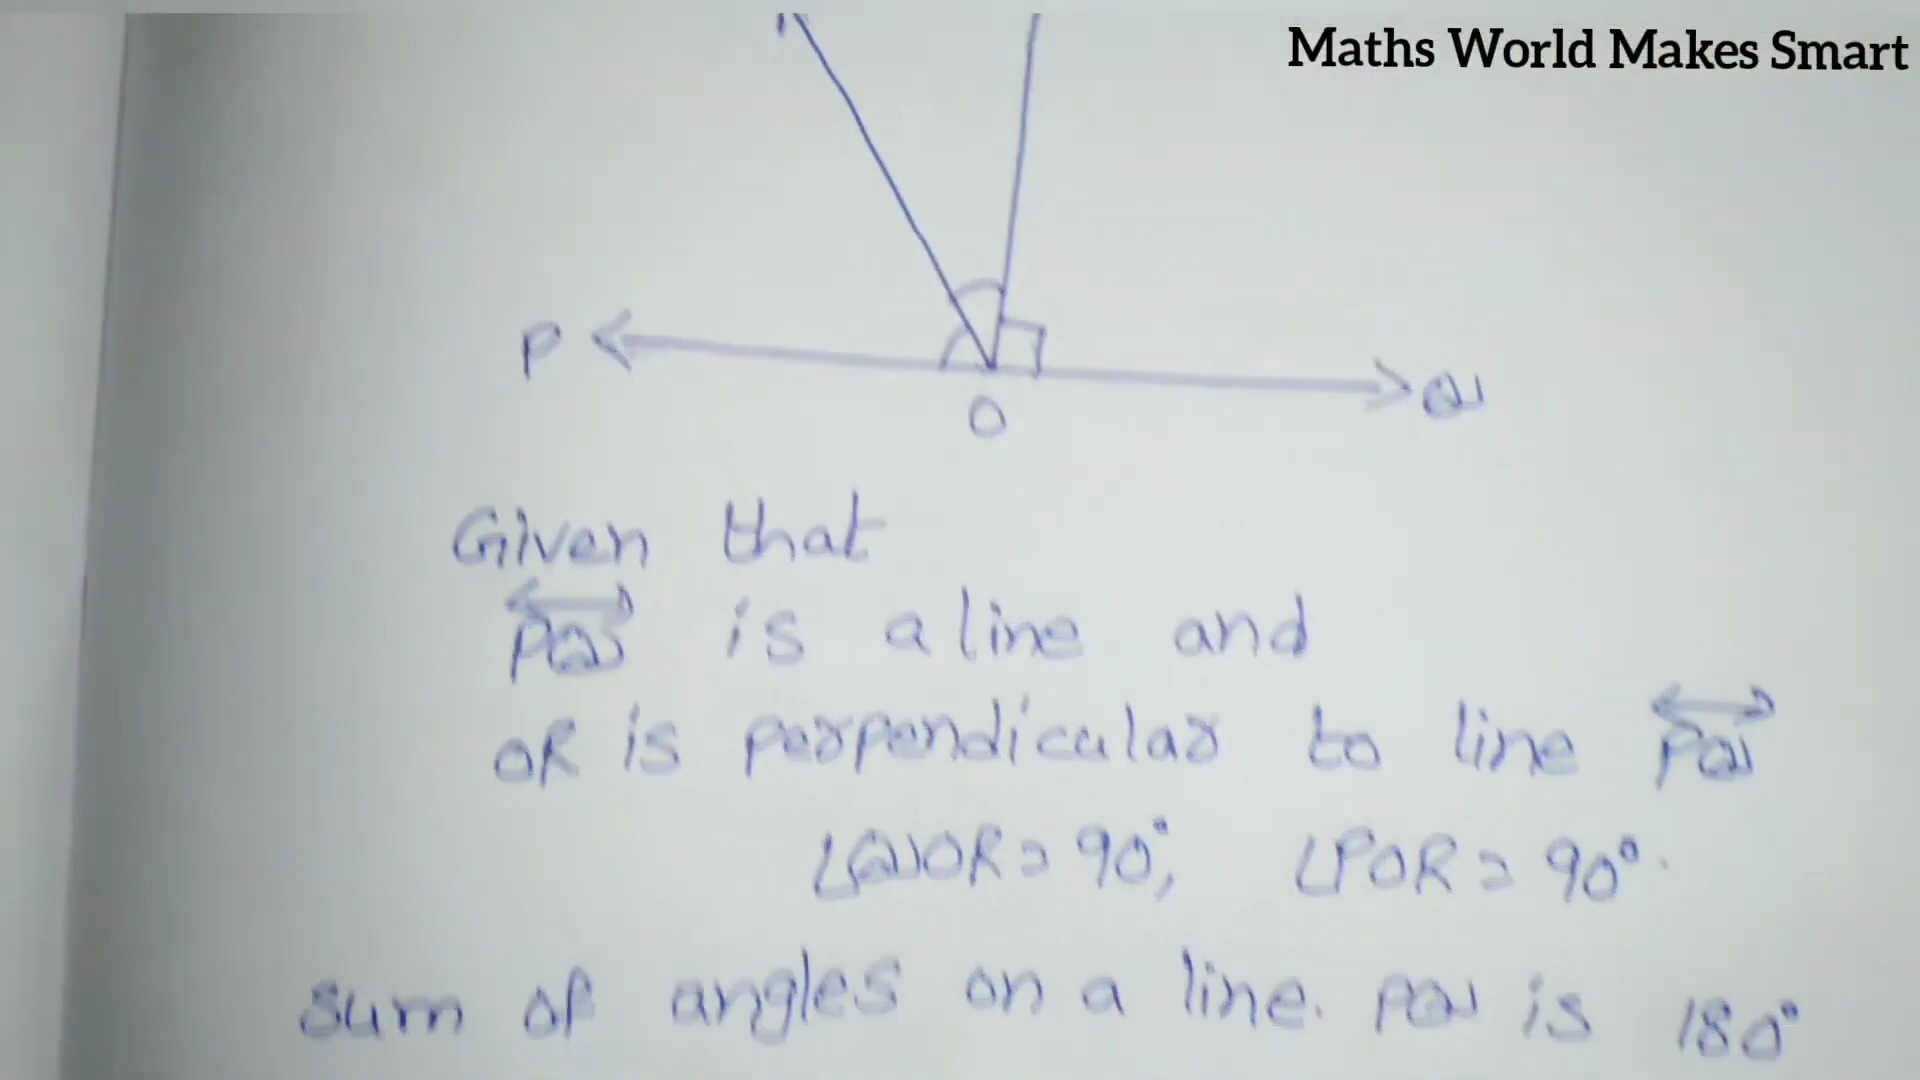 Maths World Makes Smart
P
Q
O
Given that
PQ is a line and
OR is perpendicular to line PQ
∠QOR = 90°, ∠POR = 90°.
sum of angles on a line. PQ is 180°